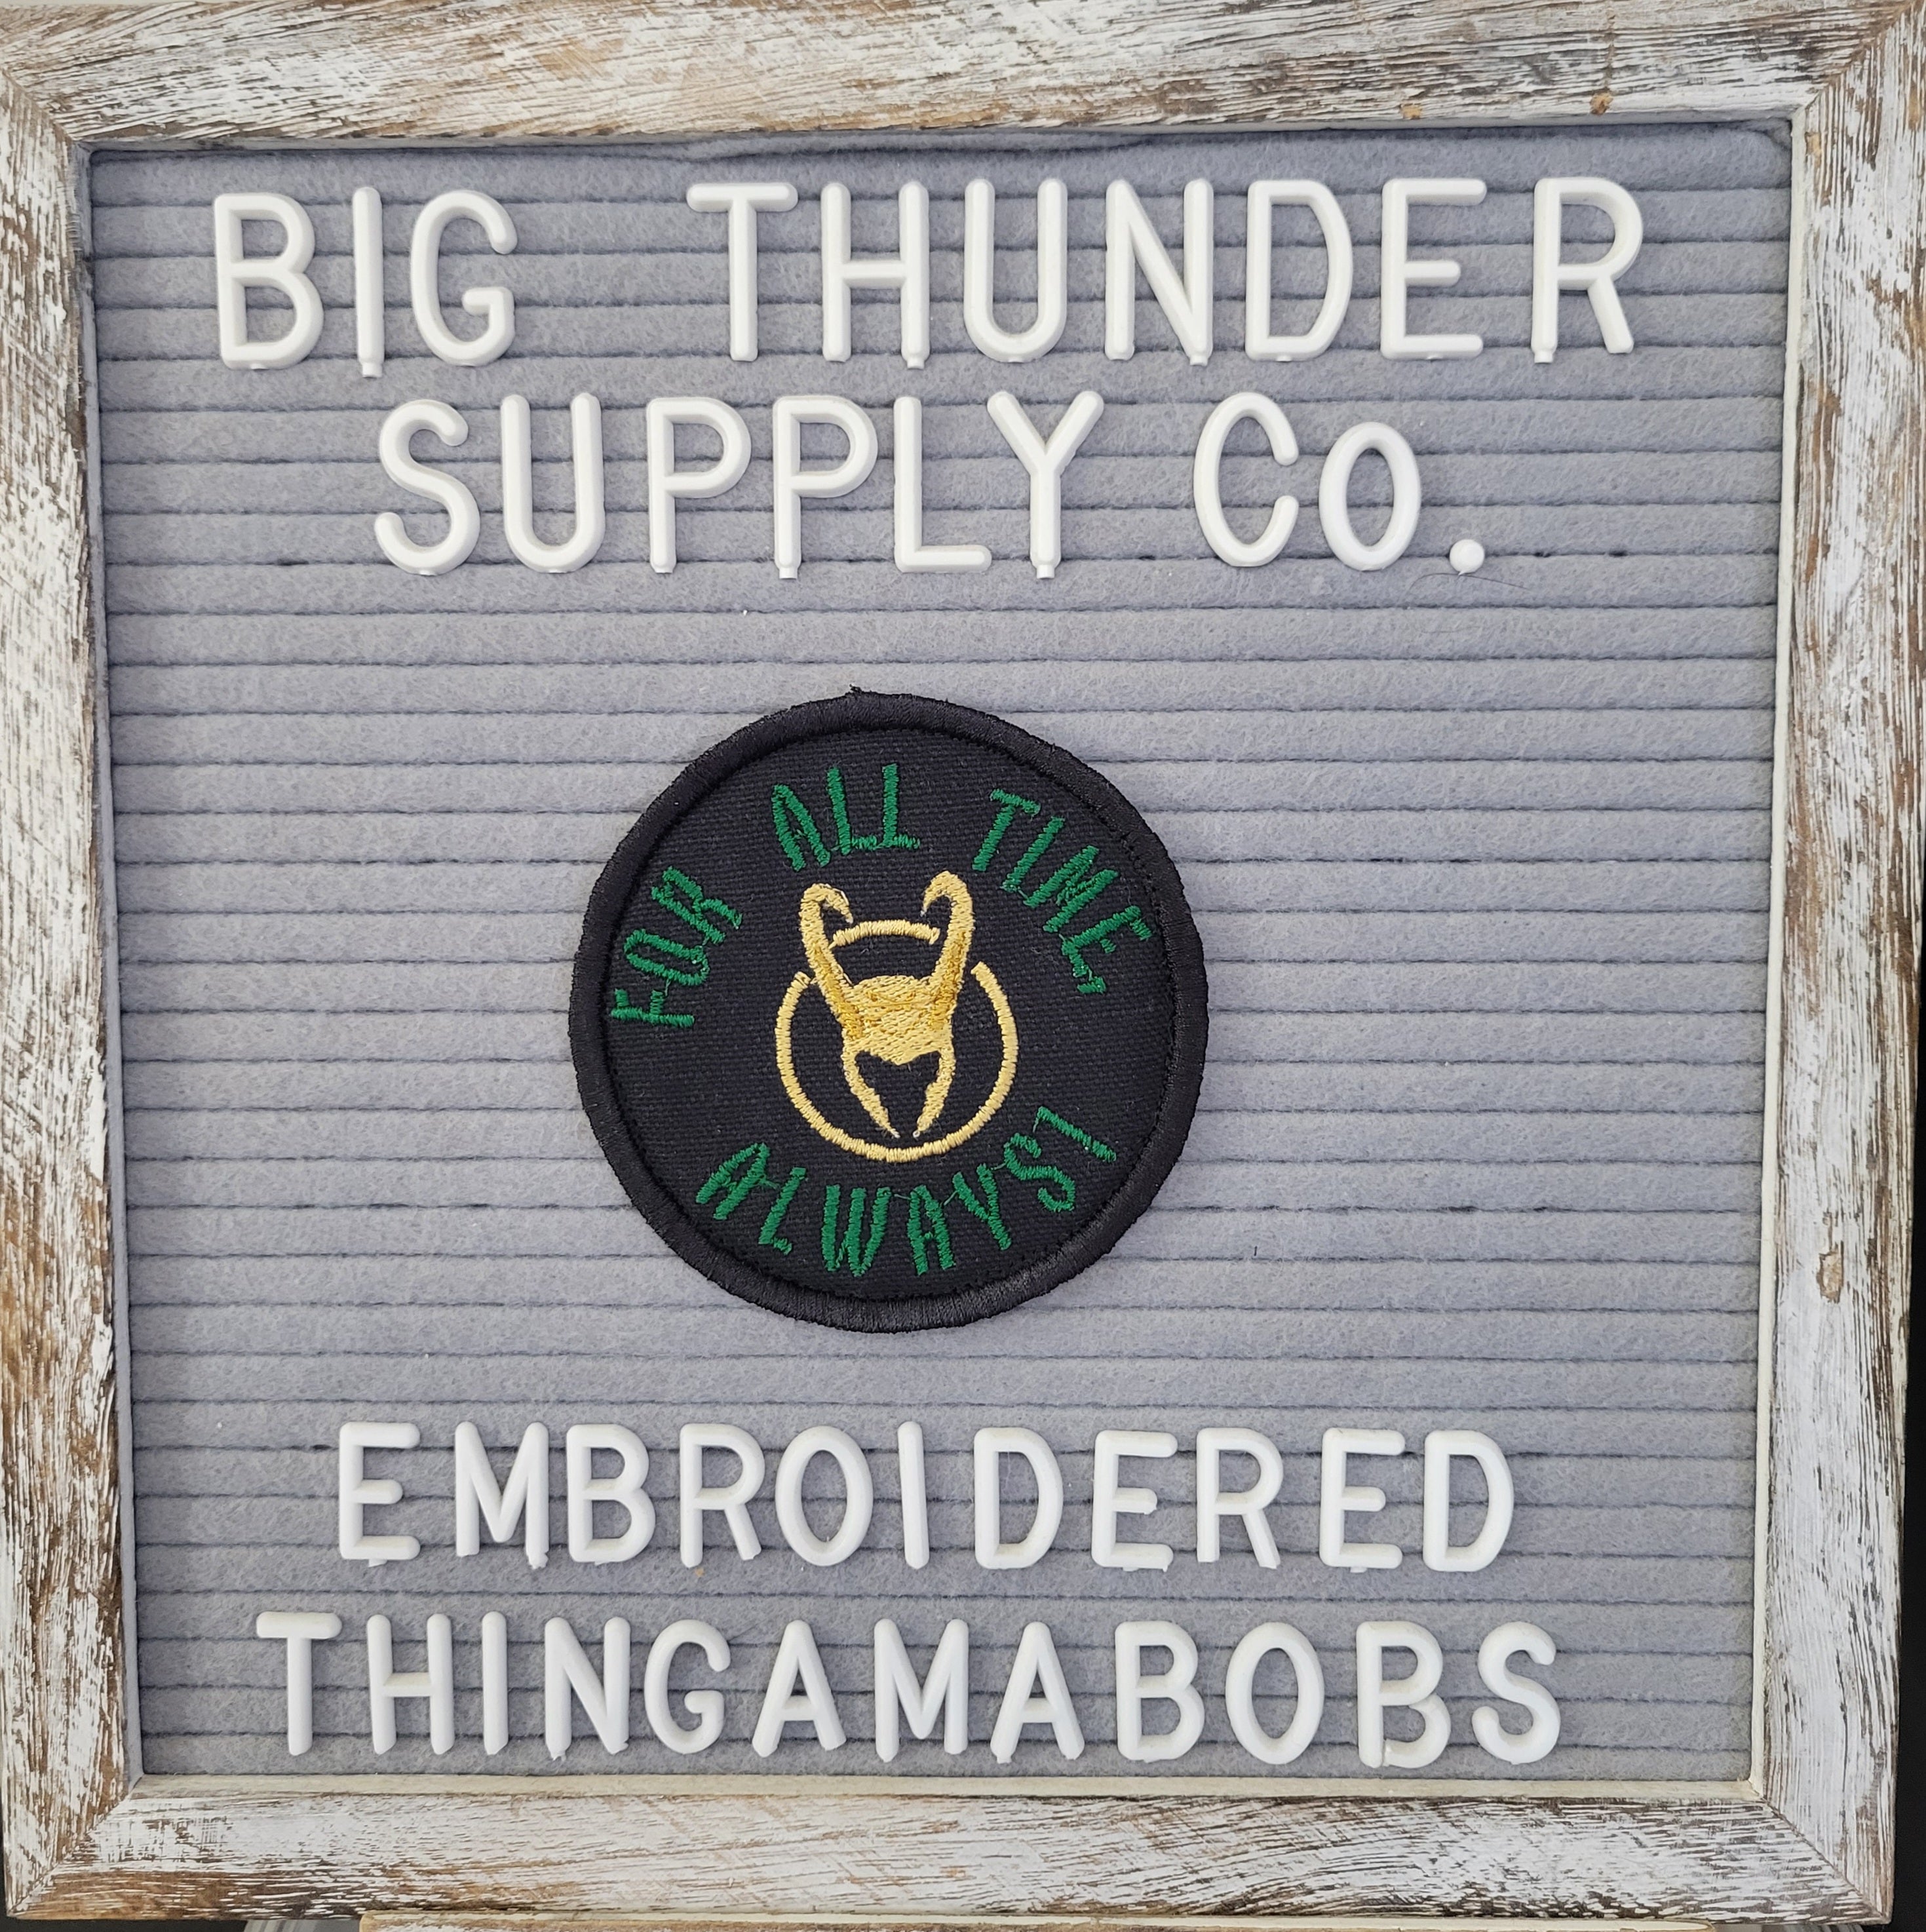 BIG THUNDER
SUPPLY Co.
FOR ALL TIME,
ALWAYS!
EMBROIDERED
THINGAMABOBS